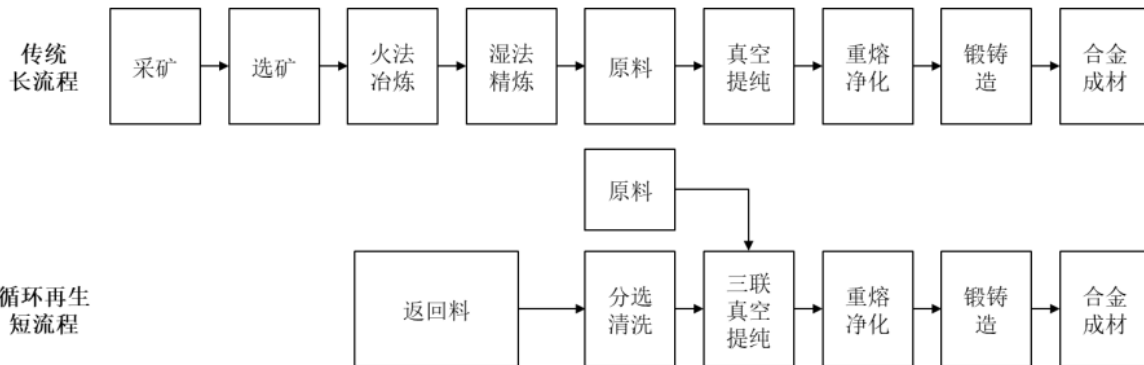 传统
长流程
采矿
选矿
火法
冶炼
湿法
精炼
原料
真空
提纯
重熔
净化
锻铸
造
合金
成材
原料
循环再生
短流程
返回料
分选
清洗
三联
真空
提纯
重熔
净化
锻铸
造
合金
成材